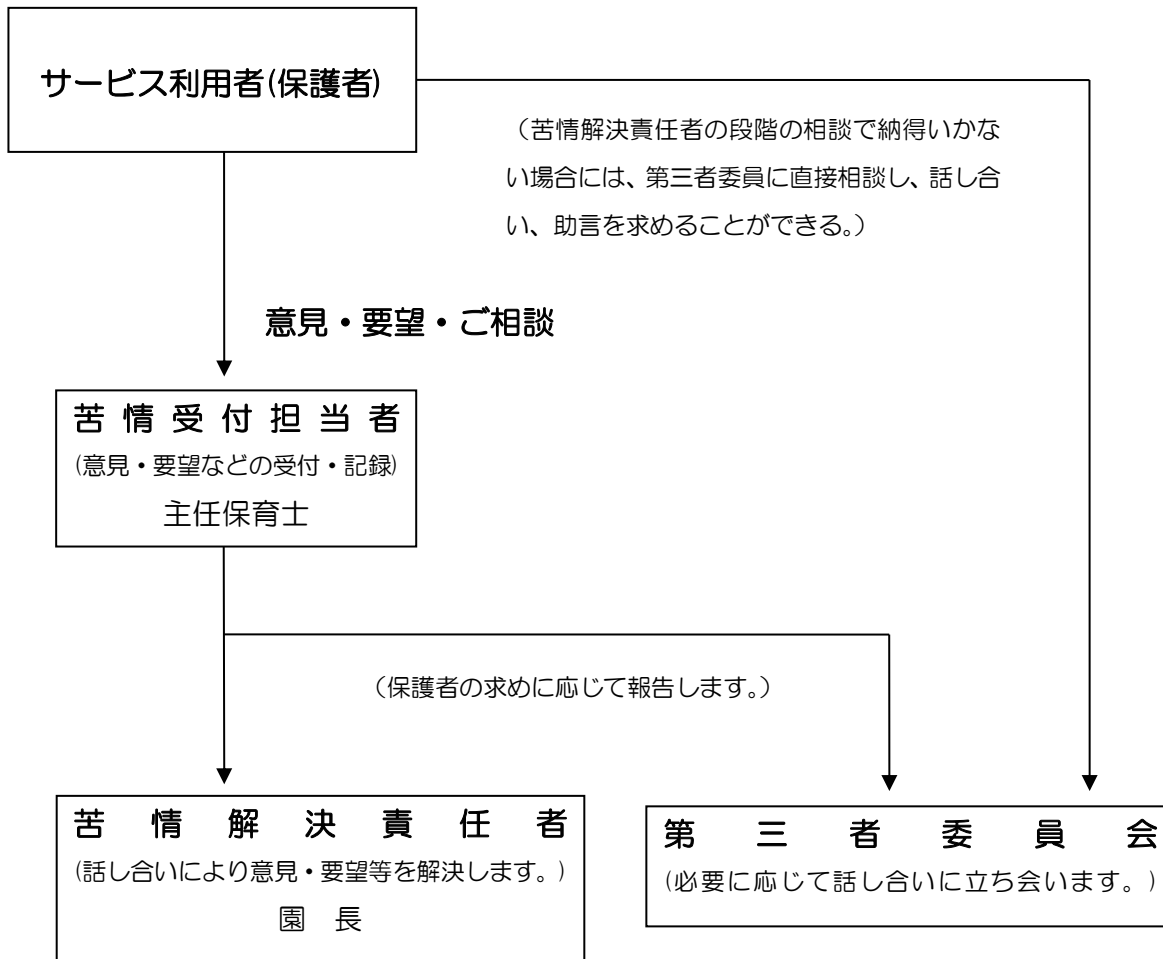 サービス利用者(保護者)
（苦情解決責任者の段階の相談で納得いかな
い場合には、第三者委員に直接相談し、話し合
い、助言を求めることができる。）
意見・要望・ご相談
苦情受付担当者
(意見・要望などの受付・記録)
主任保育士
（保護者の求めに応じて報告します。）
苦情解決責任者
(話し合いにより意見・要望等を解決します。)
園　長
第三者委員会
(必要に応じて話し合いに立ち会います。)